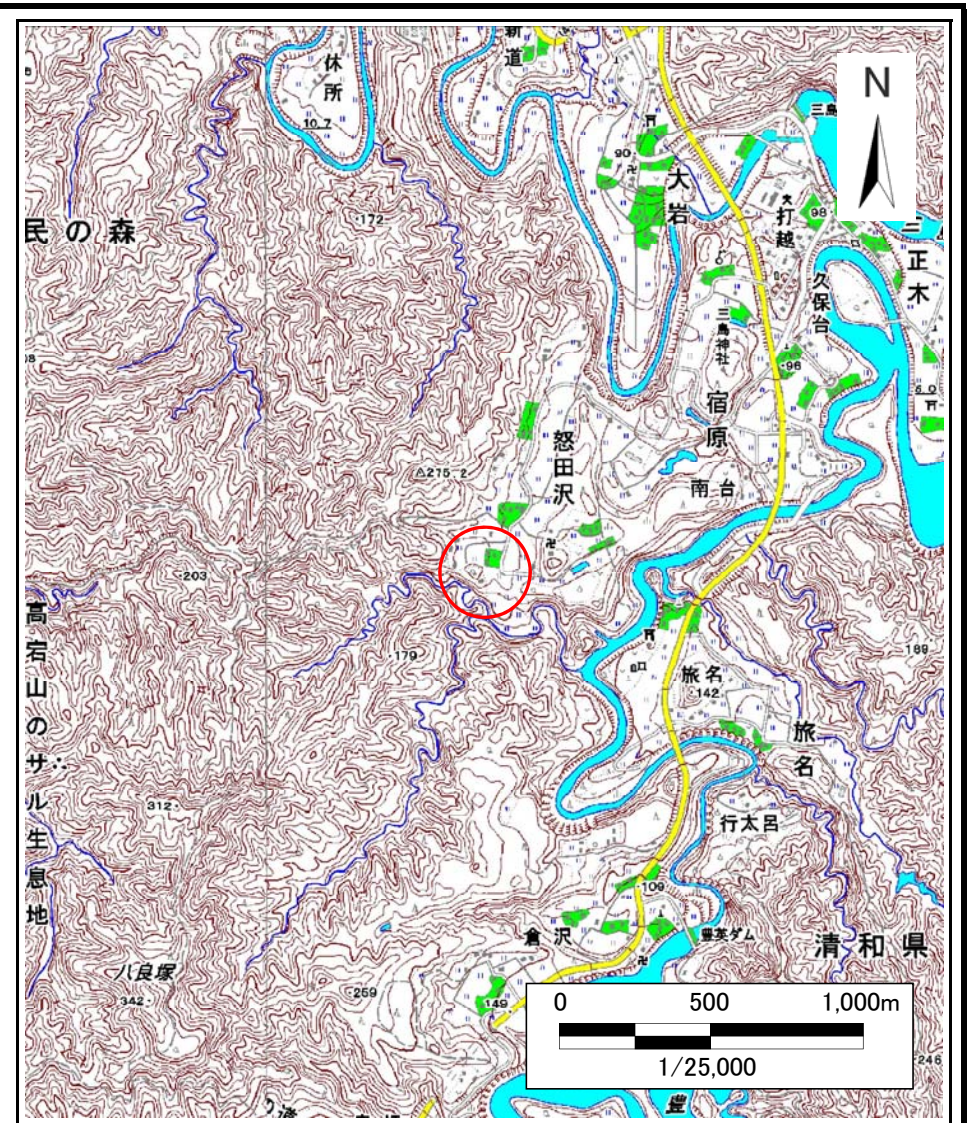 新道
休所
10.7
N
三島
90
大岩
打越
98
172
民の森
正木
久保台
三島神社
96
宿原
怒田沢
275.2
南台
203
高宕山のサル生息地
179
189
旅名
142
旅名
312
行太呂
109
倉沢
豊英ダム
清和県
八良塚
342
259
149
0 500 1,000m
1/25,000
246
豊